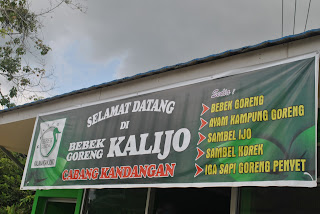 SELAMAT DATANG
DI
BEBEK GORENG KALIJO
CABANG KANDANGAN
Sedia :
BEBEK GORENG
AYAM KAMPUNG GORENG
SAMBEL IJO
SAMBEL KOREK
IGA SAPI GORENG PENYET